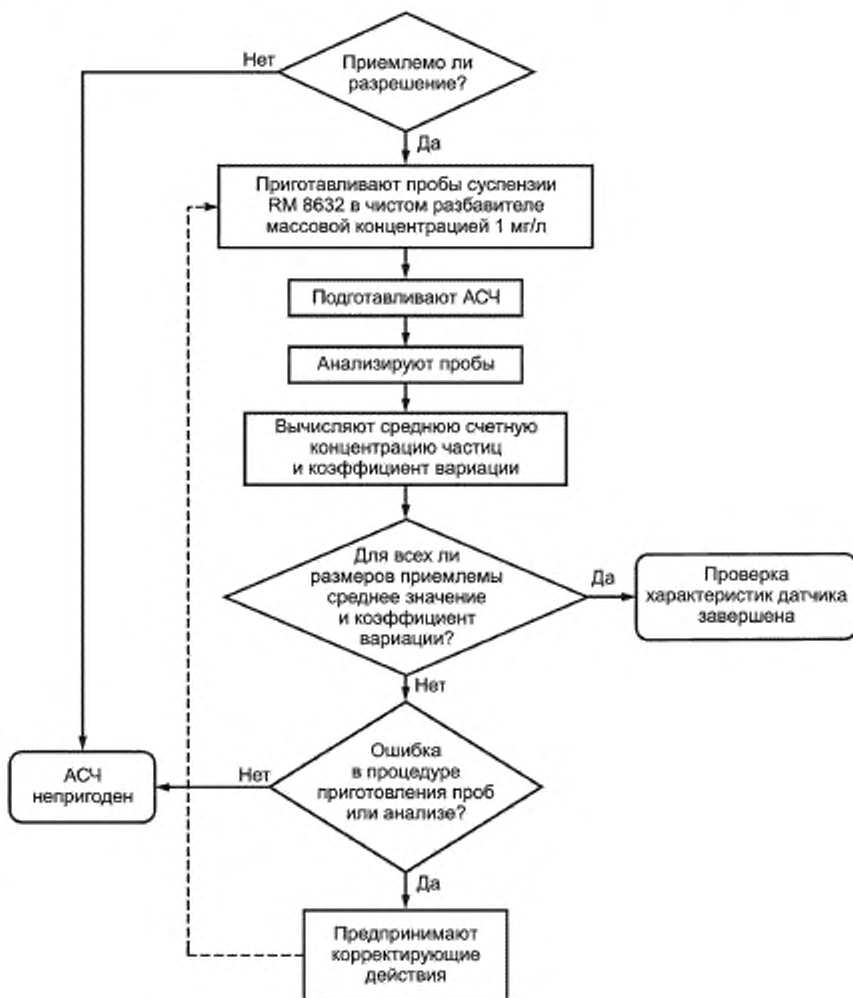 Нет
Приемлемо ли
разрешение?
Да
Приготавливают пробы суспензии
RM 8632 в чистом разбавителе
массовой концентрацией 1 мг/л
Подготавливают АСЧ
Анализируют пробы
Вычисляют среднюю счетную
концентрацию частиц
и коэффициент вариации
Для всех ли
размеров приемлемы
среднее значение
и коэффициент
вариации?
Да
Проверка
характеристик датчика
завершена
Нет
Ошибка
в процедуре
приготовления проб
или анализе?
Нет
АСЧ
непригоден
Да
Предпринимают
корректирующие
действия